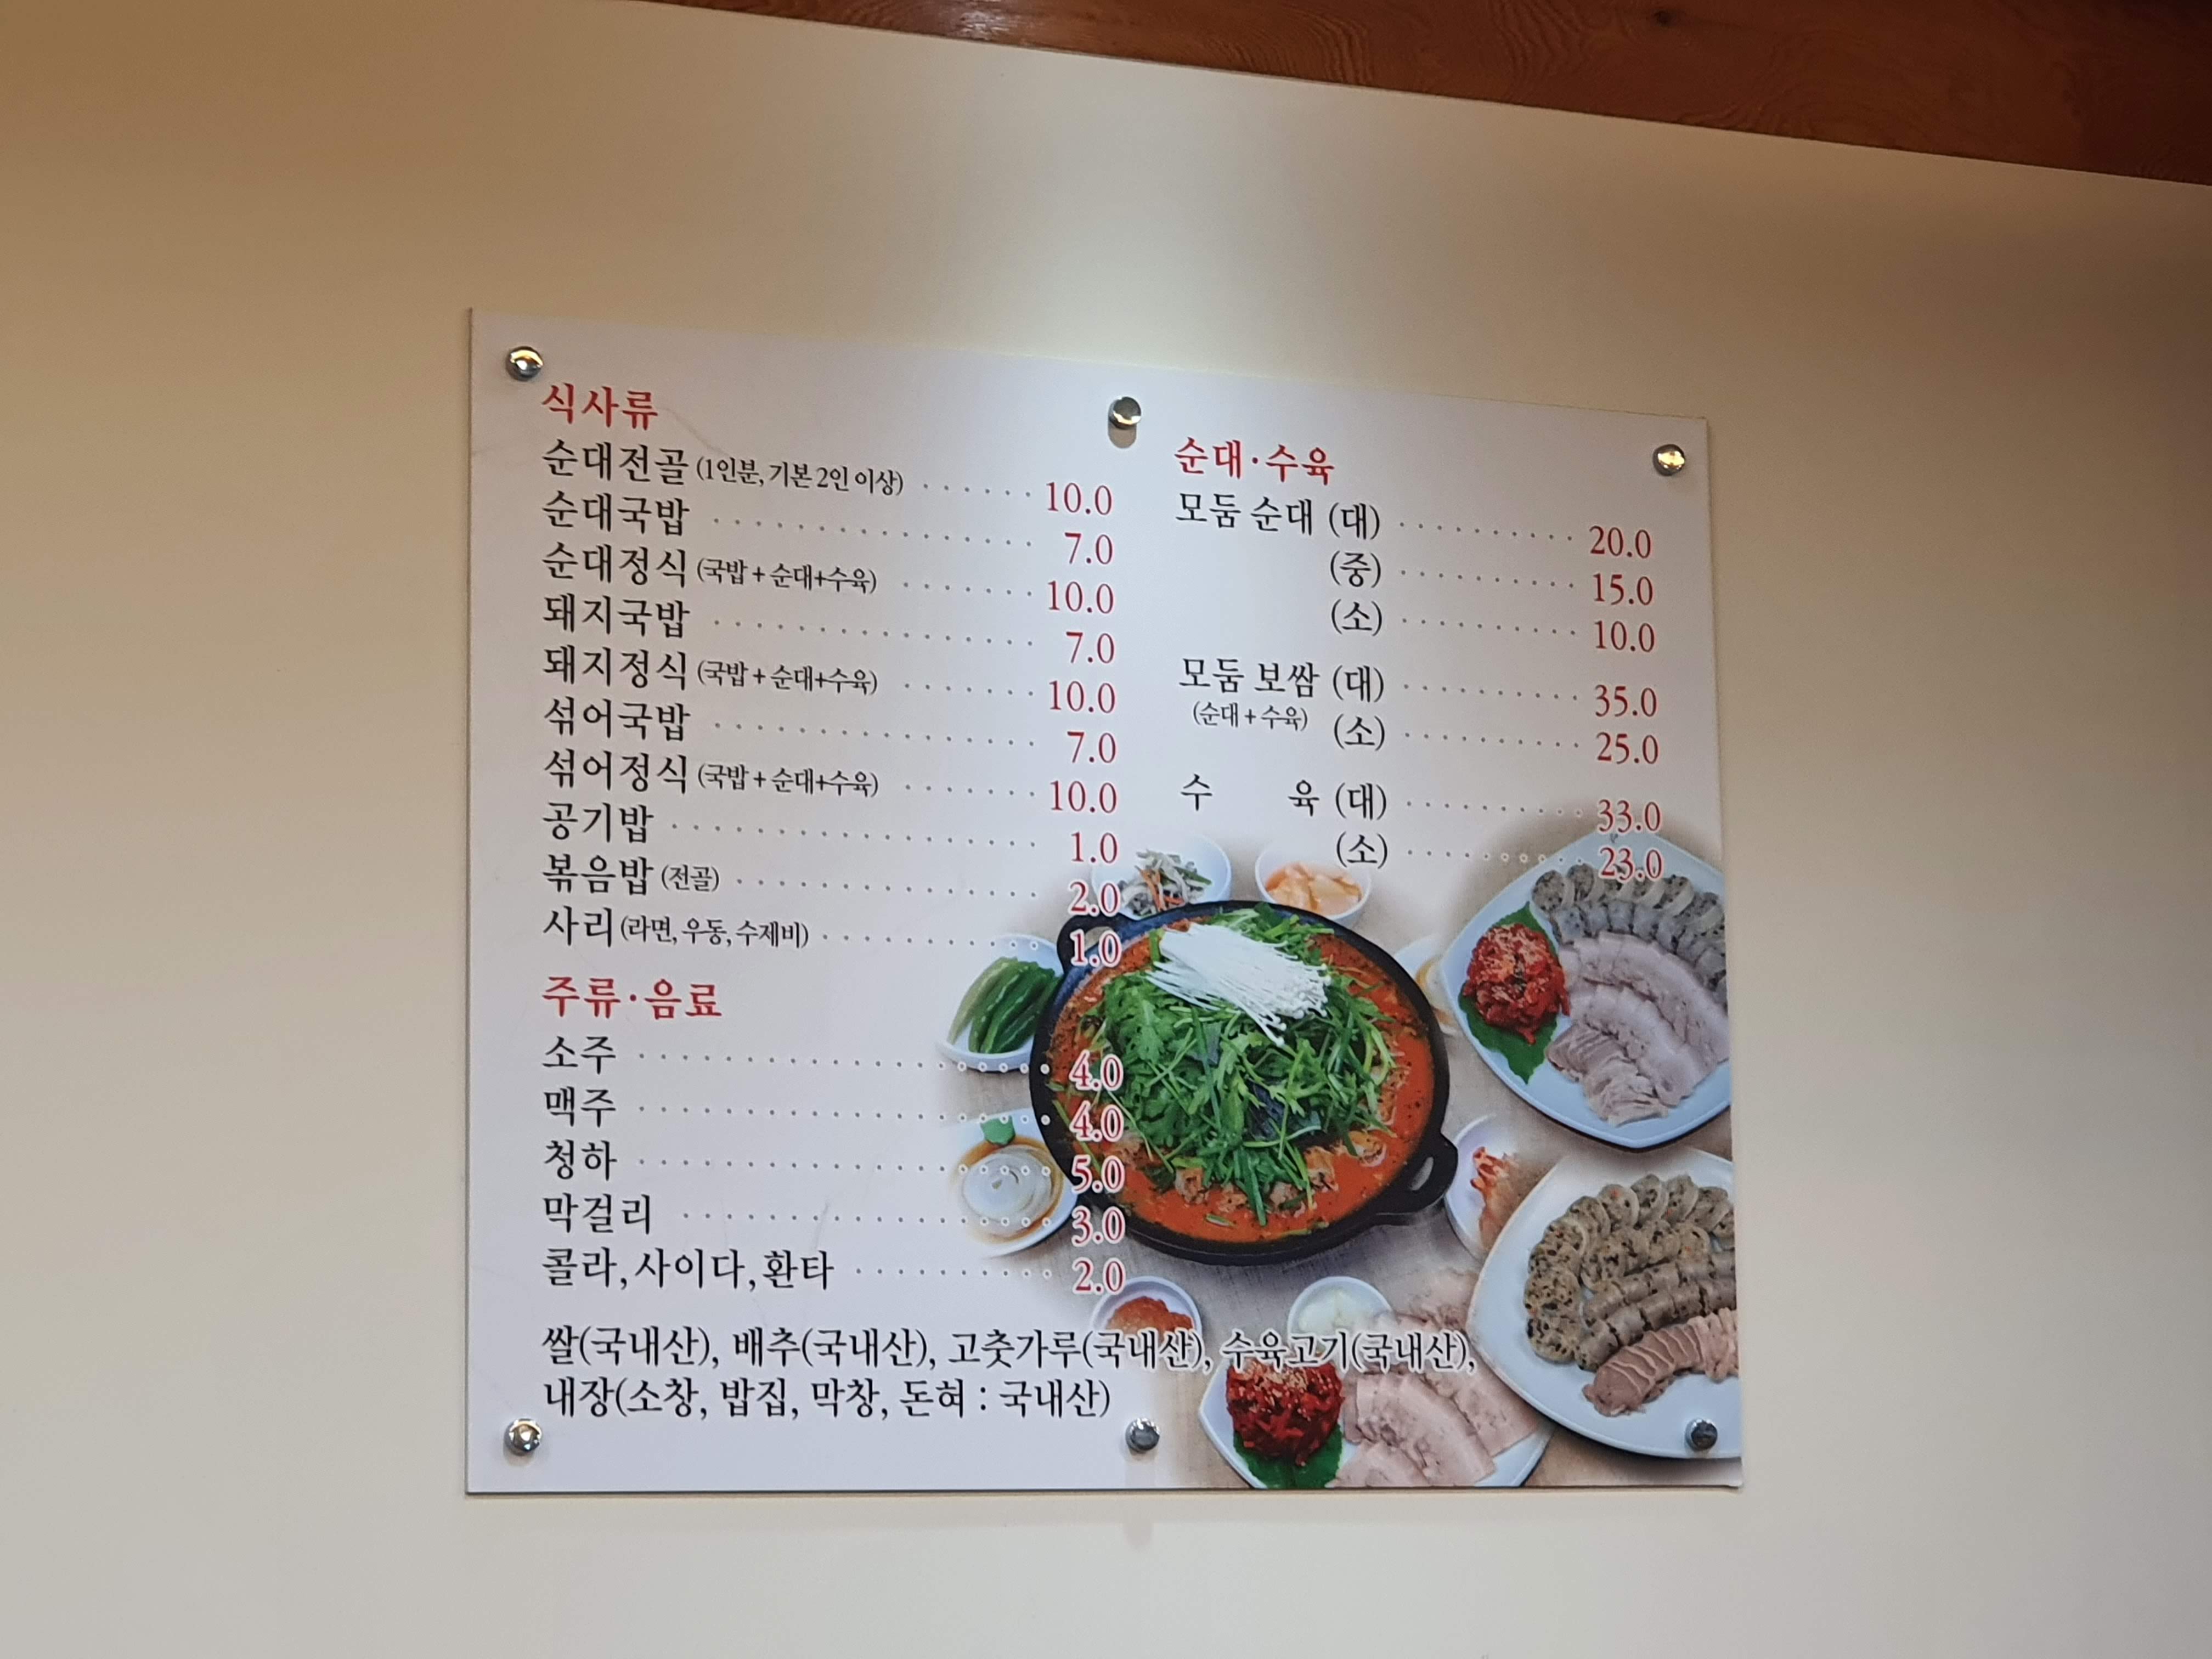 식사류
순대전골 (1인분, 기본 2인 이상) 10.0
순대국밥 7.0
순대정식 (국밥 + 순대+수육) 10.0
돼지국밥 7.0
돼지정식 (국밥 + 순대+수육) 10.0
섞어국밥 7.0
섞어정식 (국밥 + 순대+수육) 10.0
공기밥 1.0
볶음밥 (전골) 2.0
사리 (라면, 우동, 수제비) 1.0
주류·음료
소주 4.0
맥주 4.0
청하 5.0
막걸리 3.0
콜라, 사이다, 환타 2.0
순대·수육
모둠 순대 (대) 20.0
(중) 15.0
(소) 10.0
모둠 보쌈 (대) 35.0
(순대 + 수육) (소) 25.0
수 육 (대) 33.0
(소) 23.0
쌀(국내산), 배추(국내산), 고춧가루(국내산), 수육고기(국내산),
내장(소창, 밥집, 막창, 돈혀 : 국내산)